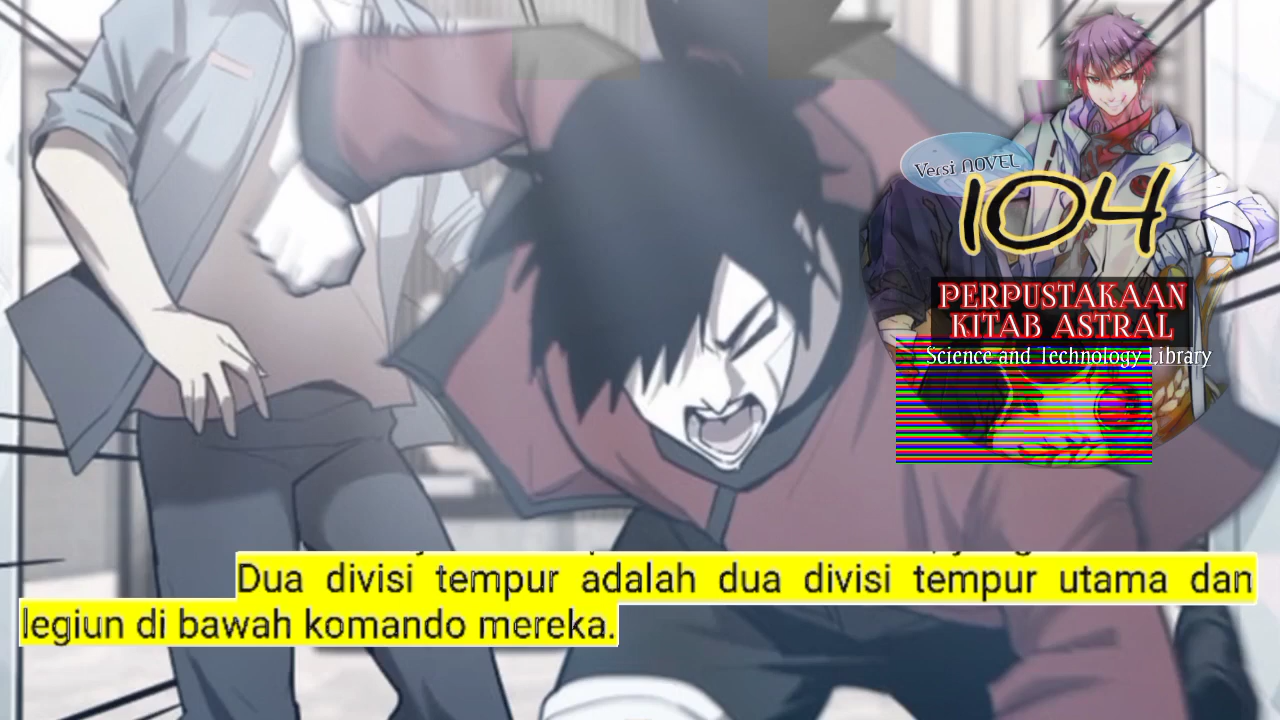 Versi NOVEL
104
PERPUSTAKAAN
KITAB ASTRAL
Science and Technology Library
Dua divisi tempur adalah dua divisi tempur utama dan
legiun di bawah komando mereka.